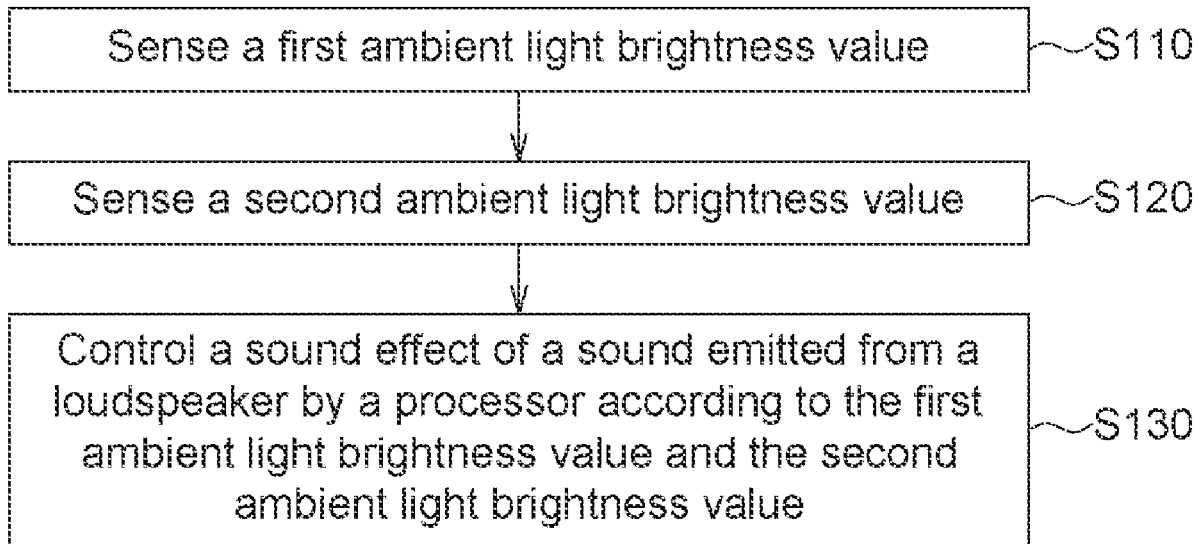 Sense a first ambient light brightness value
S110
Sense a second ambient light brightness value
S120
Control a sound effect of a sound emitted from a
loudspeaker by a processor according to the first
ambient light brightness value and the second
ambient light brightness value
S130